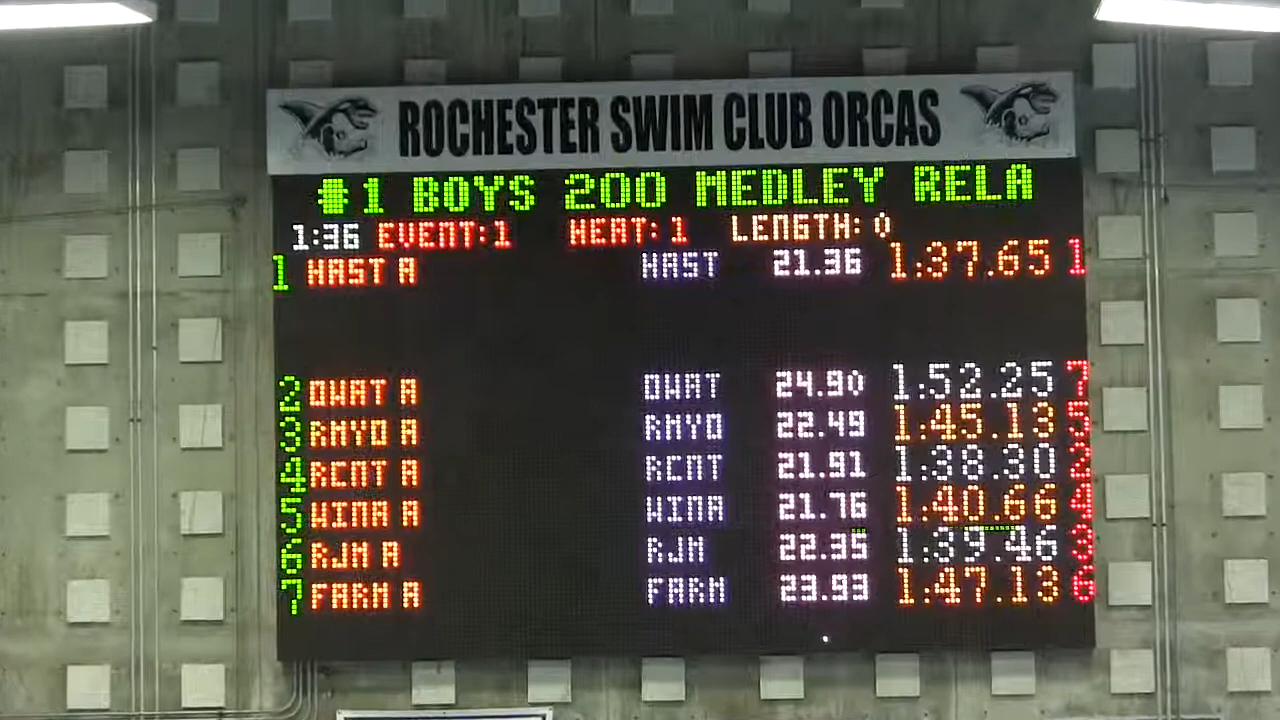 ROCHESTER SWIM CLUB ORCAS
#1 BOYS 200 MEDLEY RELA
1:36 EVENT:1 HEAT:1 LENGTH:0
1 HAST A HAST 21.36 1:37.65 1
2 OWAT A OWAT 24.90 1:52.25 7
3 RMYO A RMYO 22.49 1:45.13 5
4 RCNT A RCNT 21.91 1:38.30 2
5 WINA A WINA 21.76 1:40.66 4
6 RJM A RJM 22.35 1:39.46 3
7 FARM A FARM 23.93 1:47.13 6